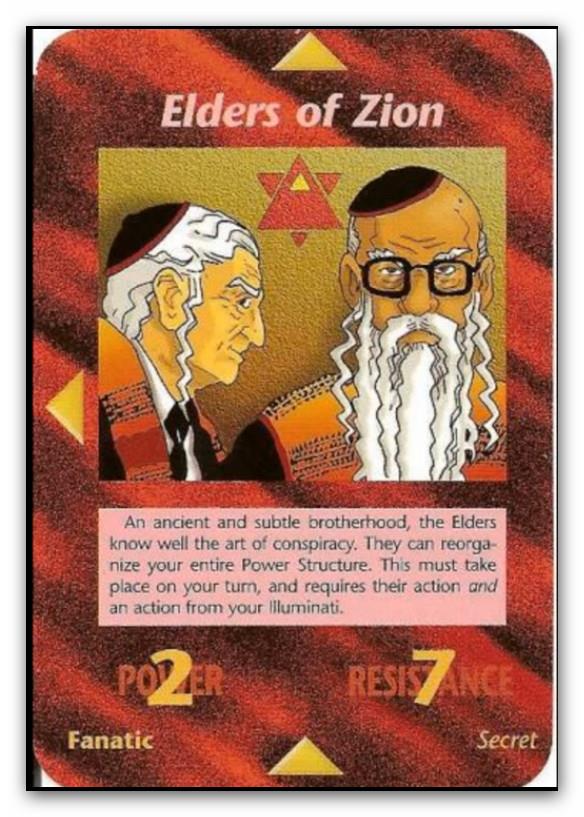 Elders of Zion
An ancient and subtle brotherhood, the Elders
know well the art of conspiracy. They can reorga-
nize your entire Power Structure. This must take
place on your turn, and requires their action and
an action from your Illuminati.
POWER 2 RESISTANCE 7
Fanatic Secret